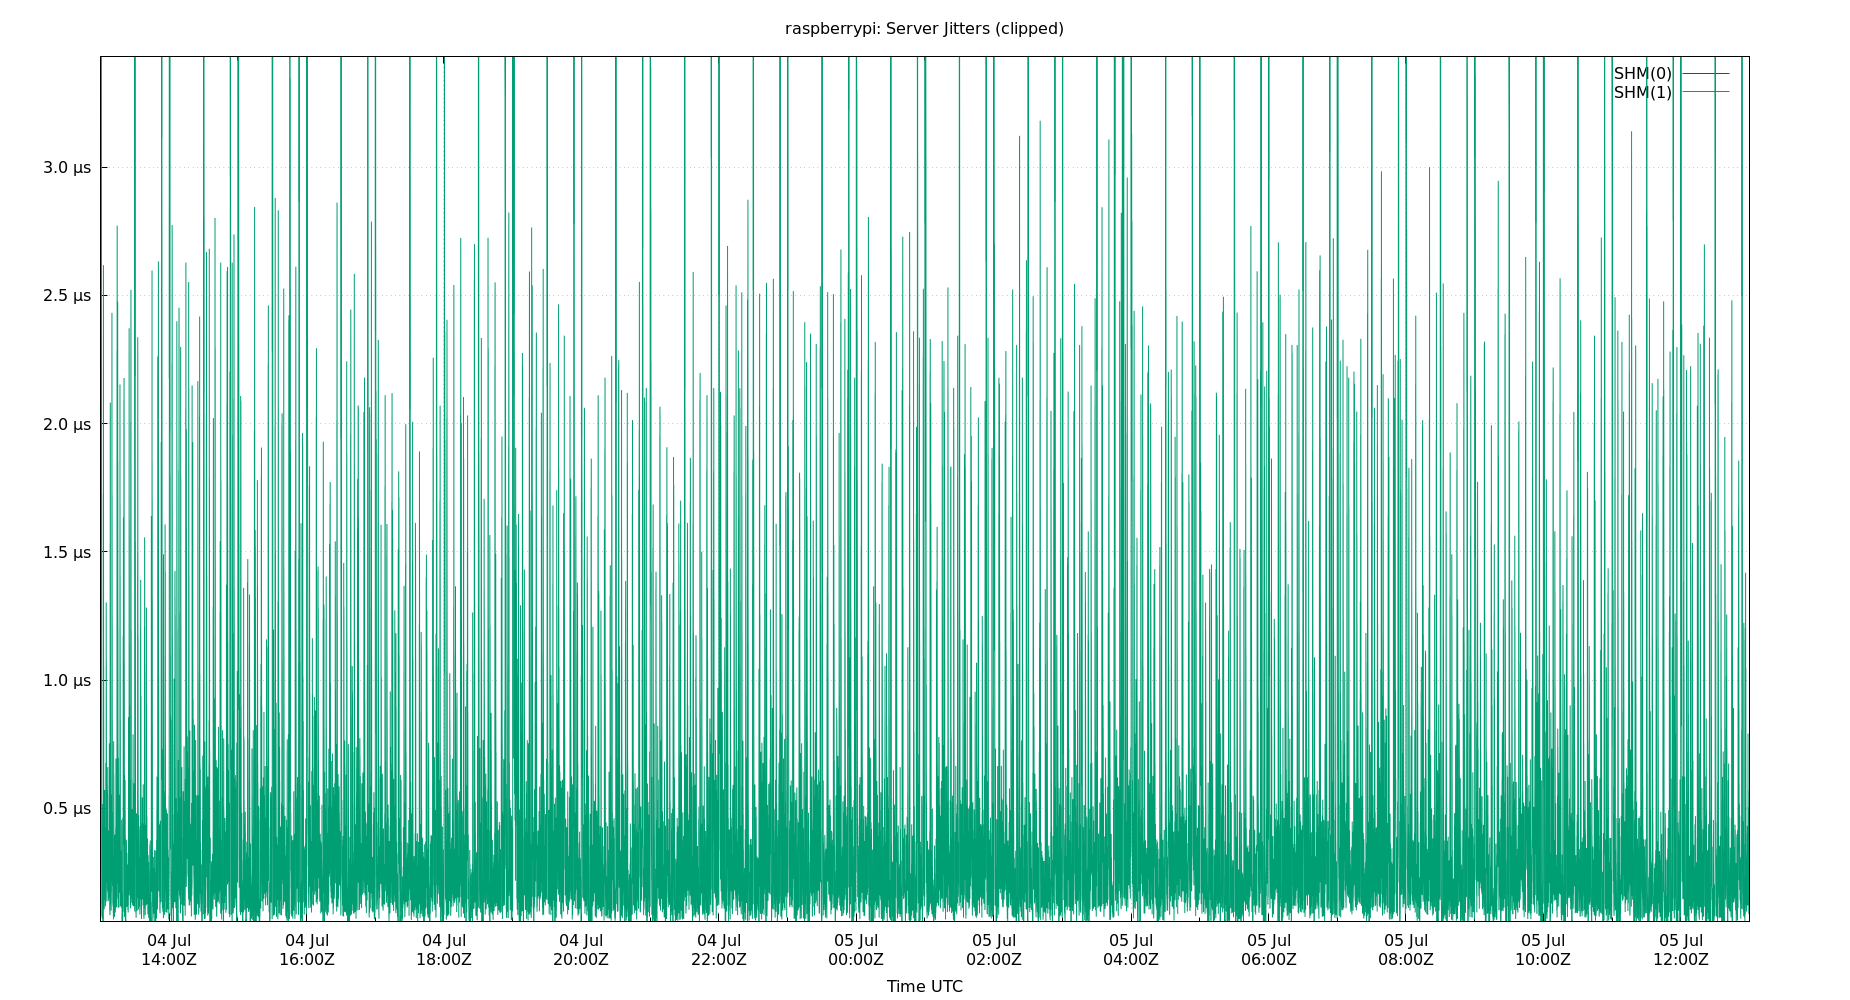 raspberrypi: Server Jitters (clipped)
SHM(0)
SHM(1)
3.0 µs
2.5 µs
2.0 µs
1.5 µs
1.0 µs
0.5 µs
04 Jul 04 Jul 04 Jul 04 Jul 04 Jul 05 Jul 05 Jul 05 Jul 05 Jul 05 Jul 05 Jul 05 Jul
14:00Z 16:00Z 18:00Z 20:00Z 22:00Z 00:00Z 02:00Z 04:00Z 06:00Z 08:00Z 10:00Z 12:00Z
Time UTC